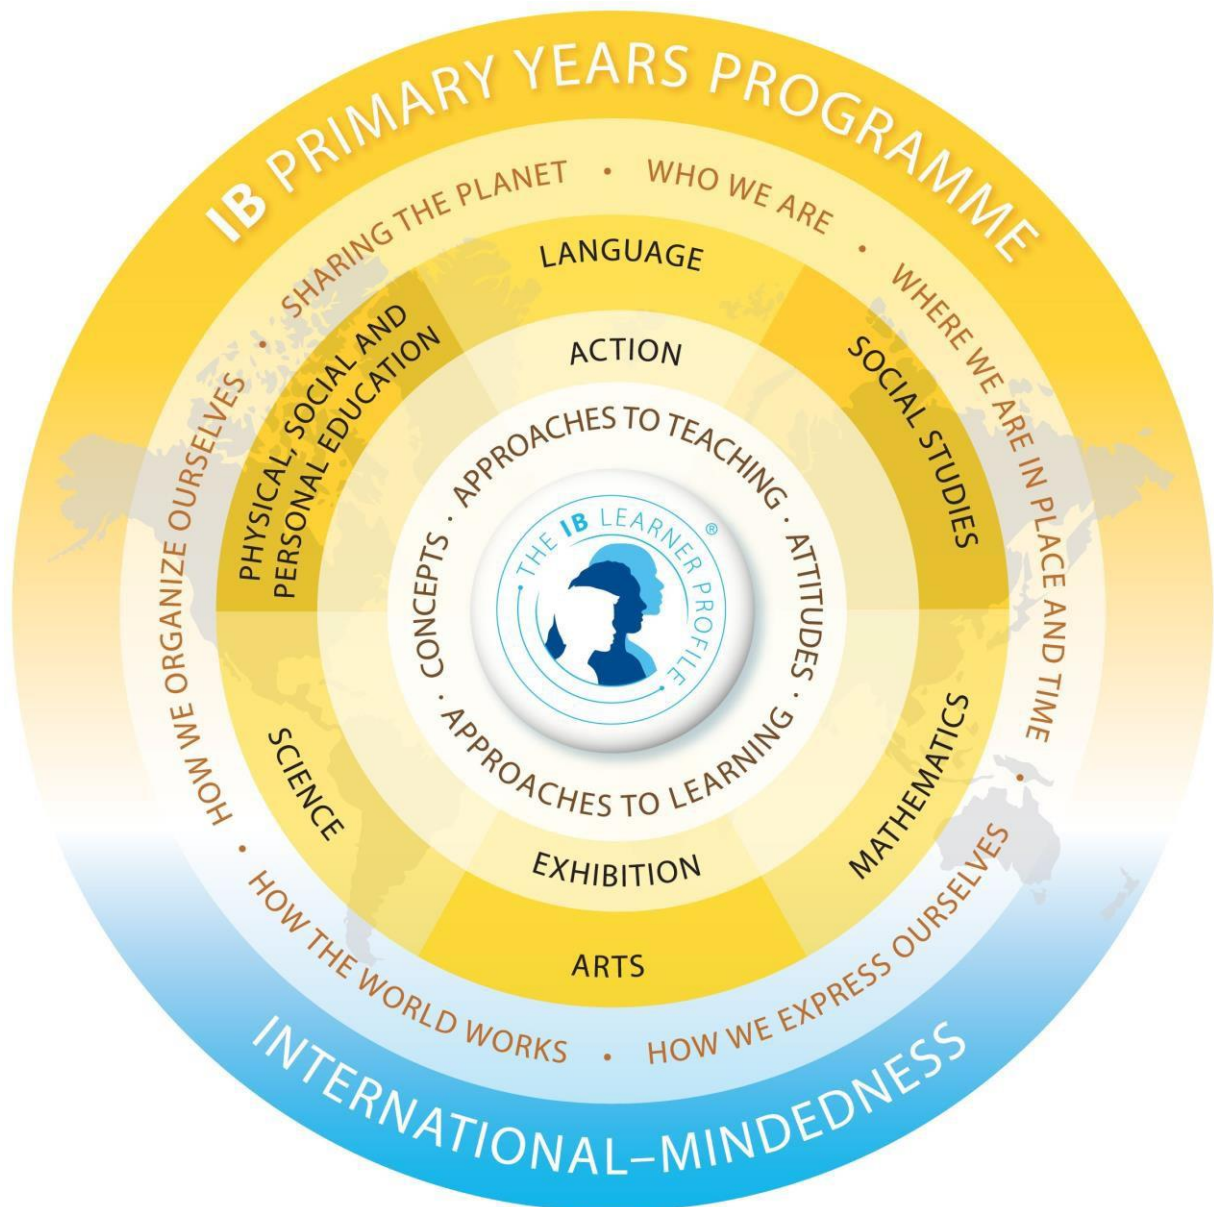 IB PRIMARY YEARS PROGRAMME
SHARING THE PLANET • WHO WE ARE • WHERE WE ARE IN PLACE AND TIME • HOW WE EXPRESS OURSELVES • HOW THE WORLD WORKS • HOW WE ORGANIZE OURSELVES •
LANGUAGE
SOCIAL STUDIES
MATHEMATICS
ARTS
SCIENCE
PHYSICAL, SOCIAL AND
PERSONAL EDUCATION
ACTION
EXHIBITION
APPROACHES TO TEACHING · ATTITUDES · APPROACHES TO LEARNING · CONCEPTS ·
• THE IB LEARNER PROFILE • ®
INTERNATIONAL–MINDEDNESS